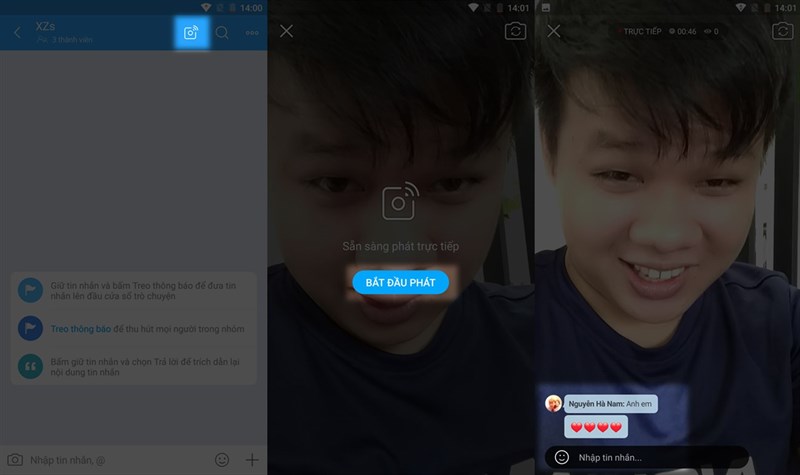 14:00
XZs
3 thành viên
Giữ tin nhắn và bấm Treo thông báo để đưa tin
nhắn lên đầu cửa sổ trò chuyện
Treo thông báo để thu hút mọi người trong nhóm
Bấm giữ tin nhắn và chọn Trả lời để trích dẫn lại
nội dung tin nhắn
Nhập tin nhắn, @
14:01
Sẵn sàng phát trực tiếp
BẮT ĐẦU PHÁT
14:01
TRỰC TIẾP 00:46 0
Nguyễn Hà Nam: Anh em
Nhập tin nhắn...